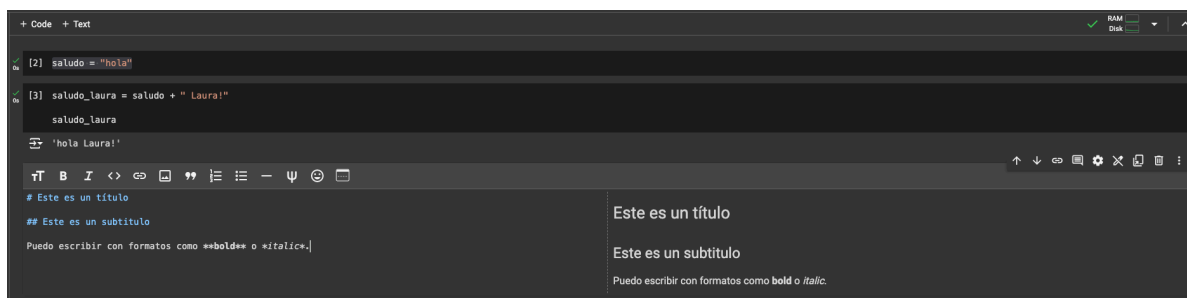 + Code + Text
RAM
Disk
[2] saludo = "hola"
0s
[3] saludo_laura = saludo + " Laura!"
0s
saludo_laura
'hola Laura!'
# Este es un título
## Este es un subtitulo
Puedo escribir con formatos como **bold** o *italic*.
Este es un título
Este es un subtitulo
Puedo escribir con formatos como bold o italic.